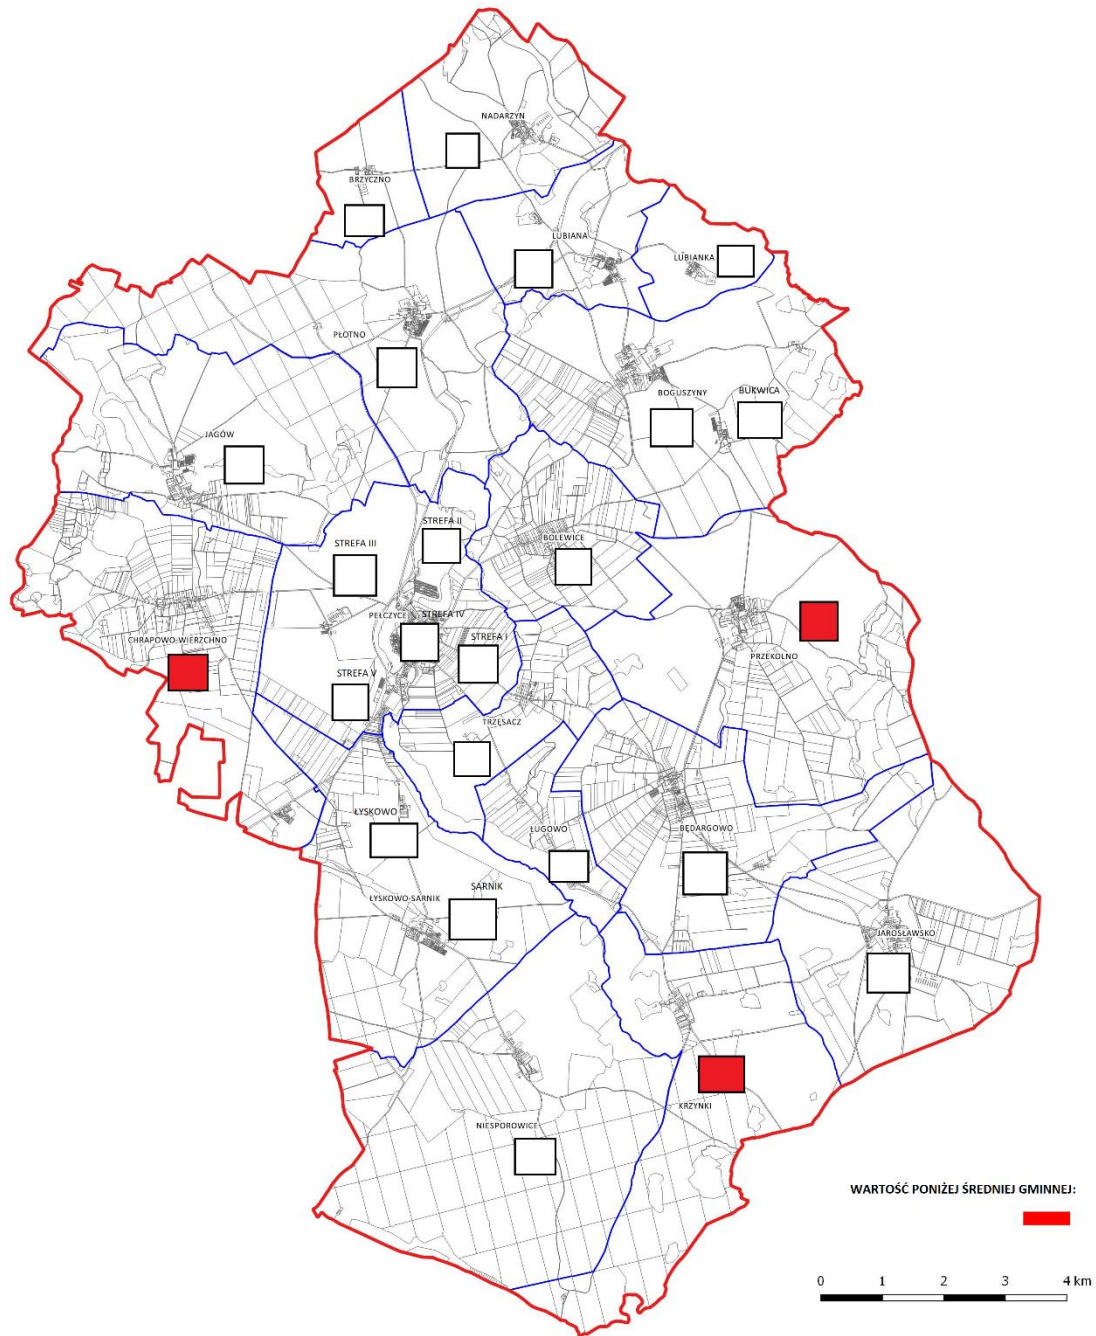 NADARZYN
BRZYCZNO
LUBIANA
LUBIANKA
PŁOTNO
BOGUSZYNY
BUKWICA
JAGÓW
STREFA II
STREFA III
BOLEWICE
PEŁCZYCE
STREFA IV
STREFA I
CHRAPOWO-WIERZCHNO
PRZEKOLNO
STREFA V
TRZĘSACZ
ŁYSKOWO
ŁUGOWO
BĘDARGOWO
SARNIK
ŁYSKOWO-SARNIK
JAROSŁAWSKO
KRZYNKI
NIESPOROWICE
WARTOŚĆ PONIŻEJ ŚREDNIEJ GMINNEJ:
0 1 2 3 4 km